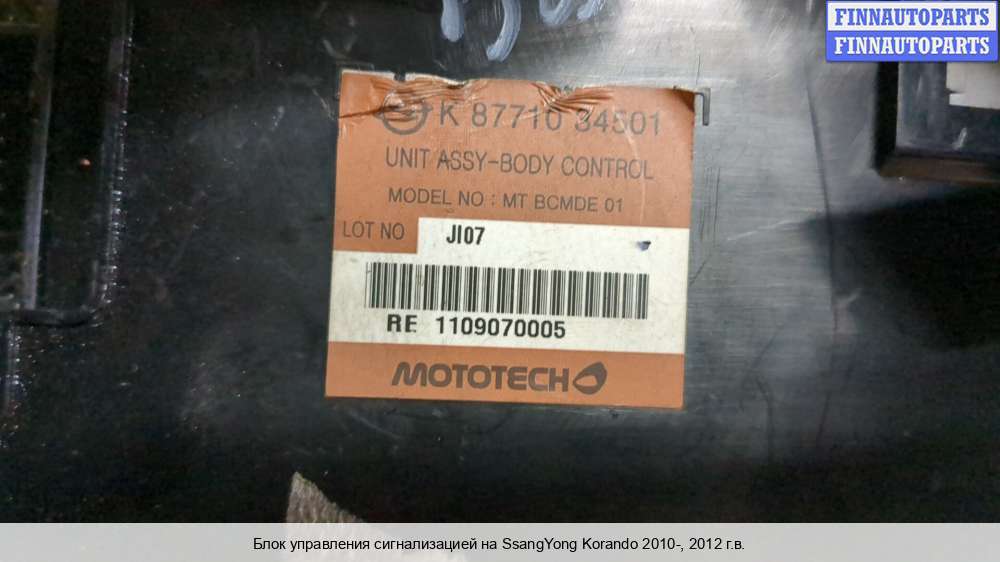 FINNAUTOPARTS
FINNAUTOPARTS
K 87710 34501
UNIT ASSY-BODY CONTROL
MODEL NO : MT BCMDE 01
LOT NO JI07
RE 1109070005
MOTOTECH
Блок управления сигнализацией на SsangYong Korando 2010-, 2012 г.в.